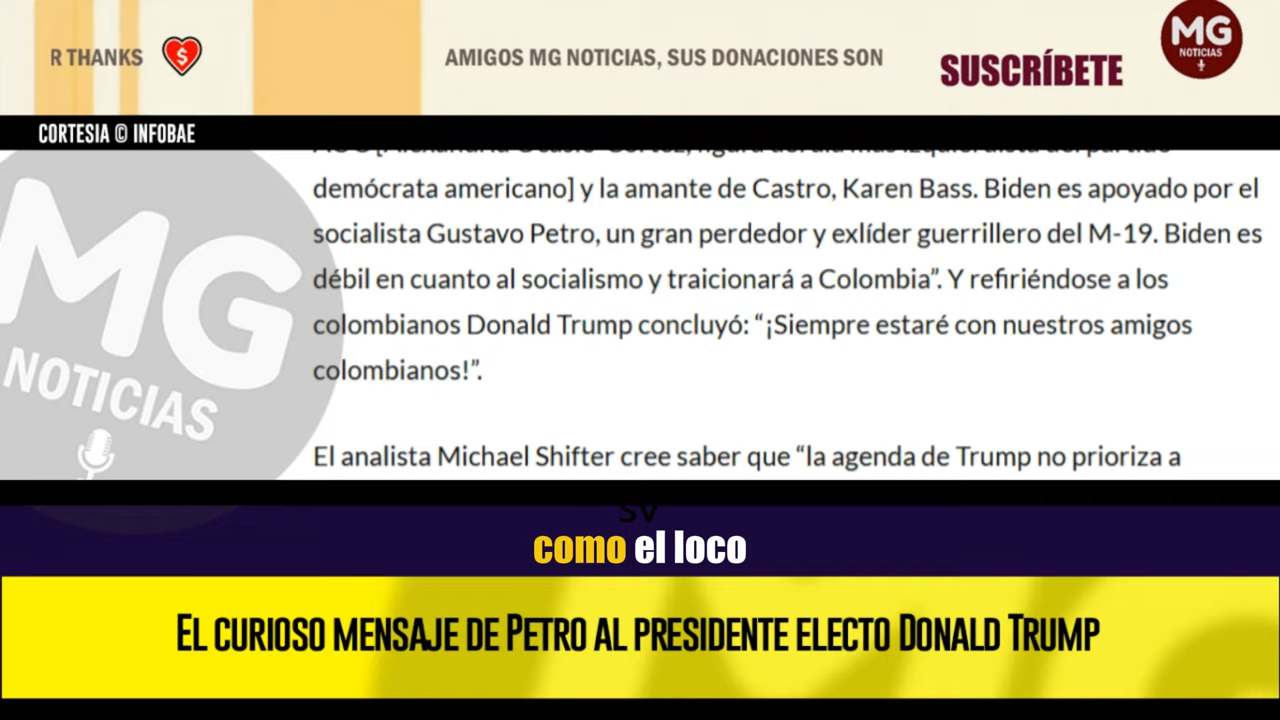 R THANKS
AMIGOS MG NOTICIAS, SUS DONACIONES SON
SUSCRÍBETE
MG
NOTICIAS
CORTESIA © INFOBAE
demócrata americano] y la amante de Castro, Karen Bass. Biden es apoyado por el
socialista Gustavo Petro, un gran perdedor y exlíder guerrillero del M-19. Biden es
débil en cuanto al socialismo y traicionará a Colombia”. Y refiriéndose a los
colombianos Donald Trump concluyó: “¡Siempre estaré con nuestros amigos
colombianos!”.
MG
NOTICIAS
El analista Michael Shifter cree saber que “la agenda de Trump no prioriza a
como el loco
EL CURIOSO MENSAJE DE PETRO AL PRESIDENTE ELECTO DONALD TRUMP